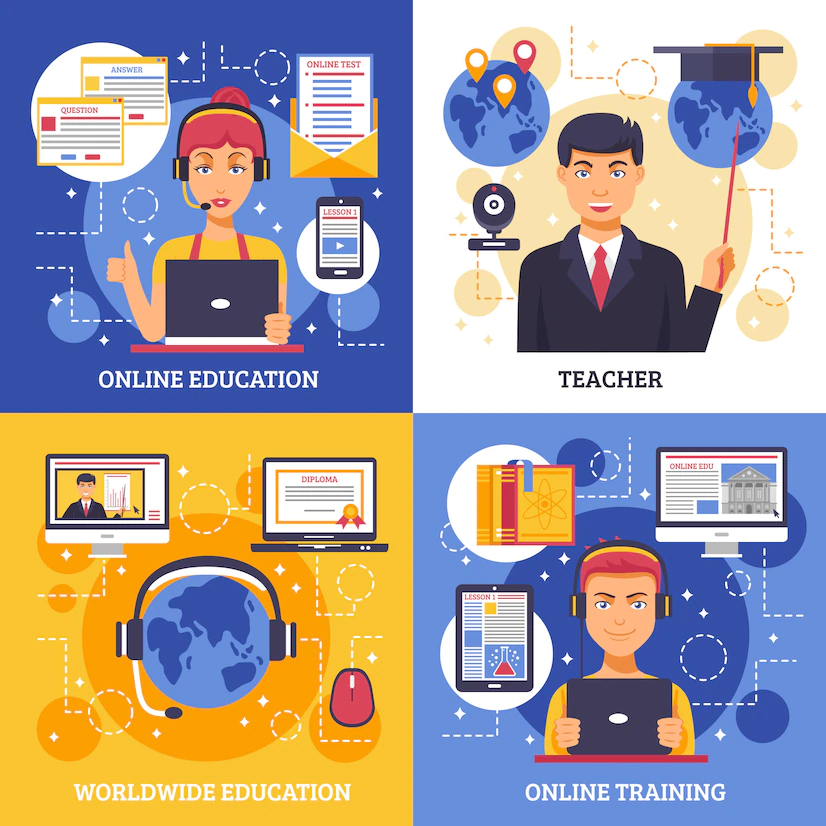 ANSWER
QUESTION
ONLINE TEST
LESSON 1
ONLINE EDUCATION
TEACHER
DIPLOMA
WORLDWIDE EDUCATION
ONLINE EDU
LESSON 1
ONLINE TRAINING